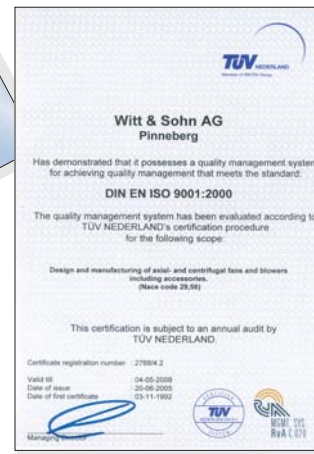 TÜV NEDERLAND
Witt & Sohn AG
Pinneberg
Has demonstrated that it possesses a quality management system
for achieving quality management that meets the standard:
DIN EN ISO 9001:2000
The quality management system has been evaluated according to
TÜV NEDERLAND's certification procedure
for the following scope:
Design and manufacturing of axial- and centrifugal fans and blowers
including accessories.
(Nace code 29,56)
This certification is subject to an annual audit by
TÜV NEDERLAND.
Certificate registration number : 2768/4.2
Valid till : 04-05-2008
Date of issue : 20-06-2005
Date of first certificate : 03-11-1992
Managing Director
TÜV
MGMT. SYS.
RvA C 028